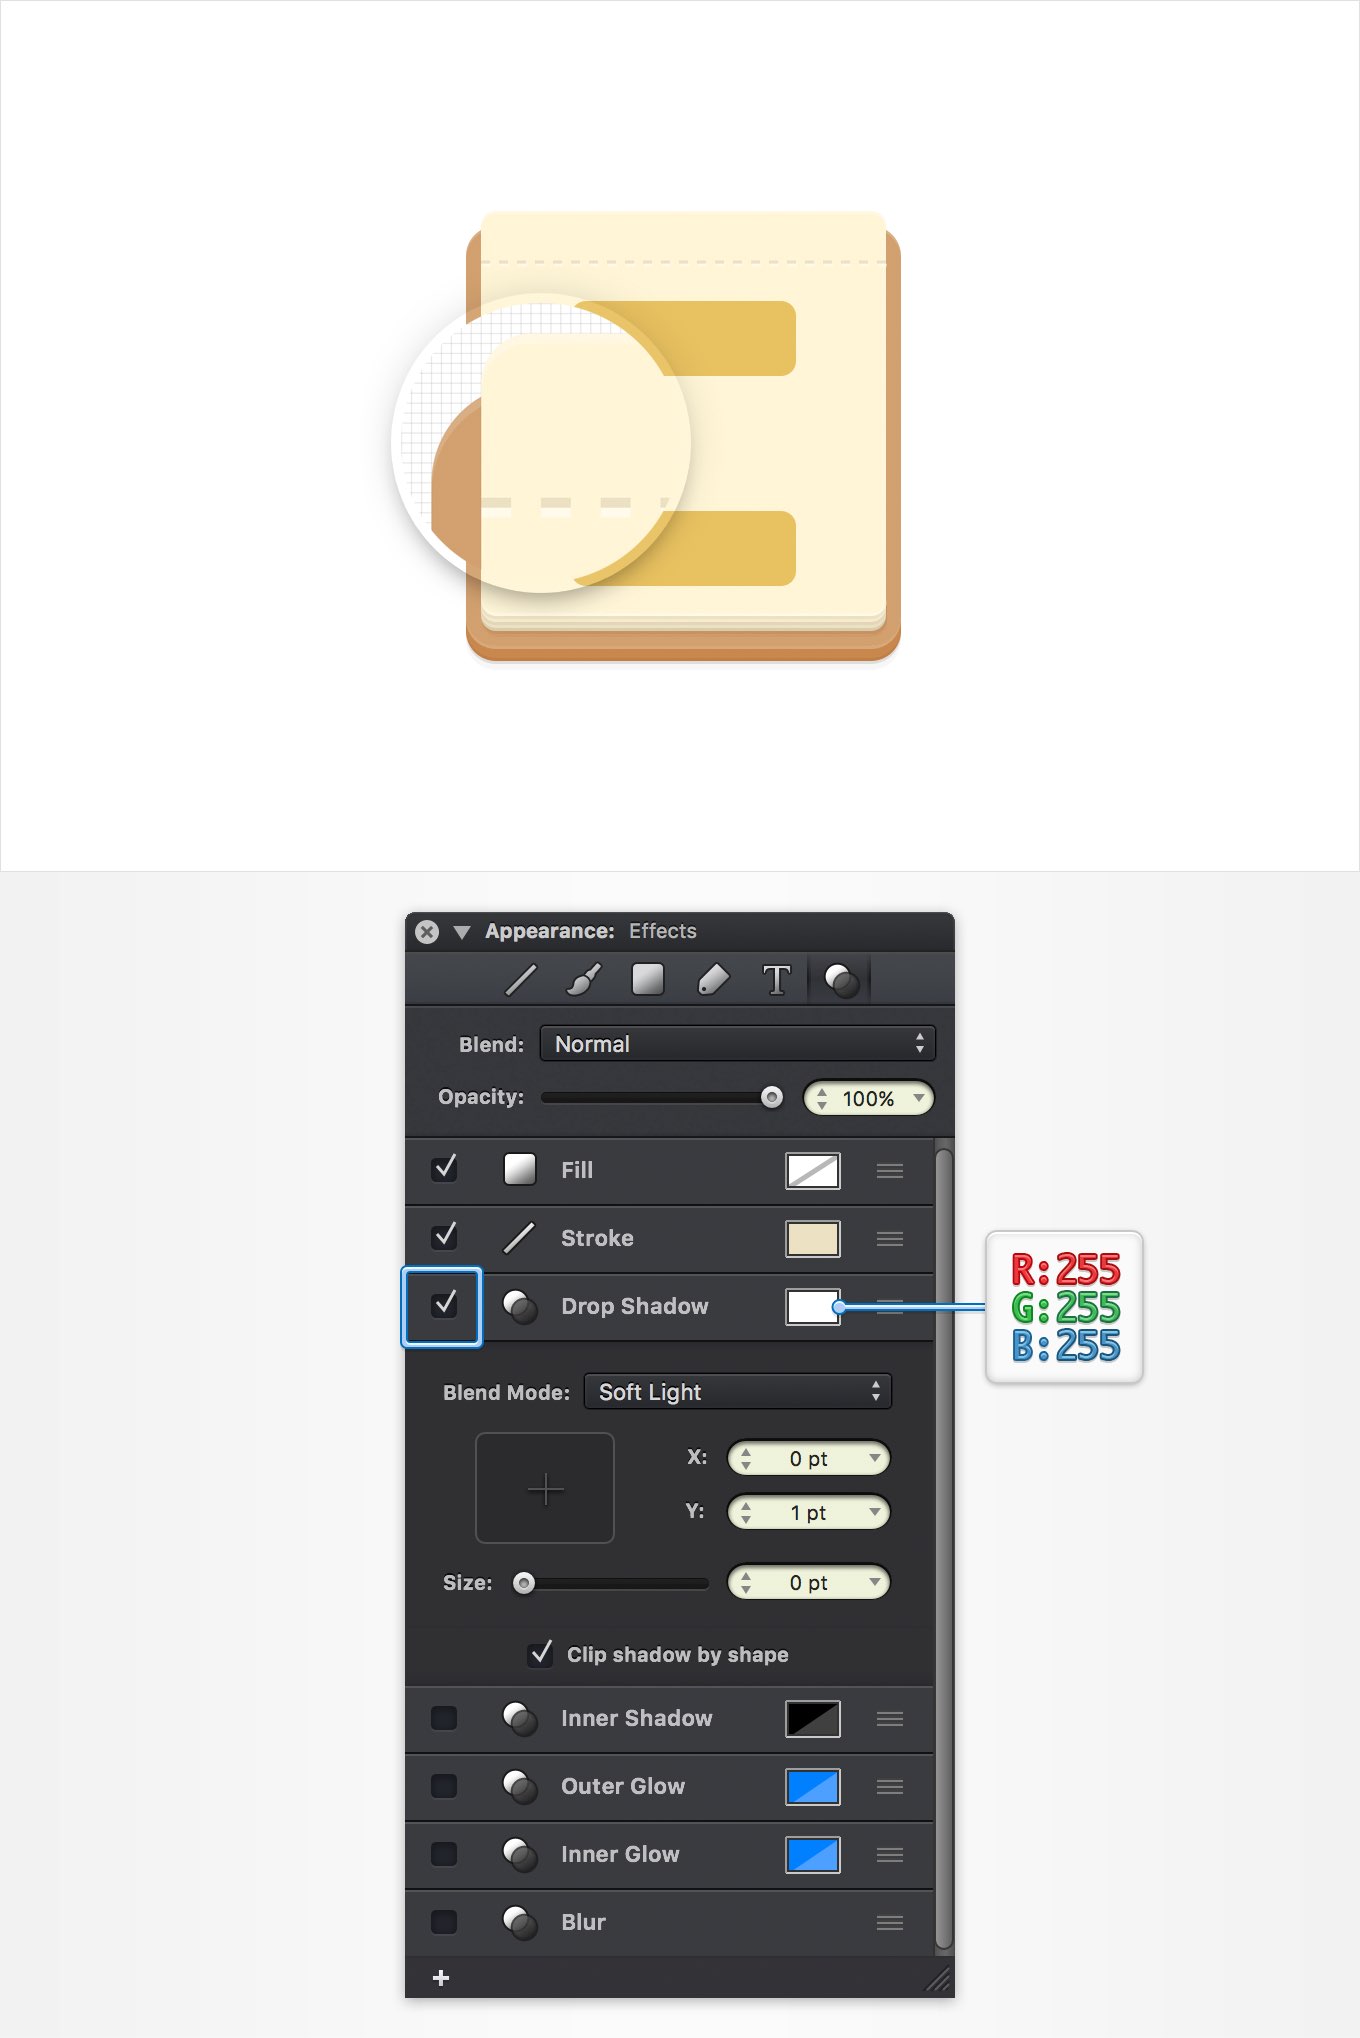 Appearance: Effects
T
Blend: Normal
Opacity: 100%
Fill
Stroke
Drop Shadow
R:255
G:255
B:255
Blend Mode: Soft Light
X: 0 pt
Y: 1 pt
Size: 0 pt
Clip shadow by shape
Inner Shadow
Outer Glow
Inner Glow
Blur